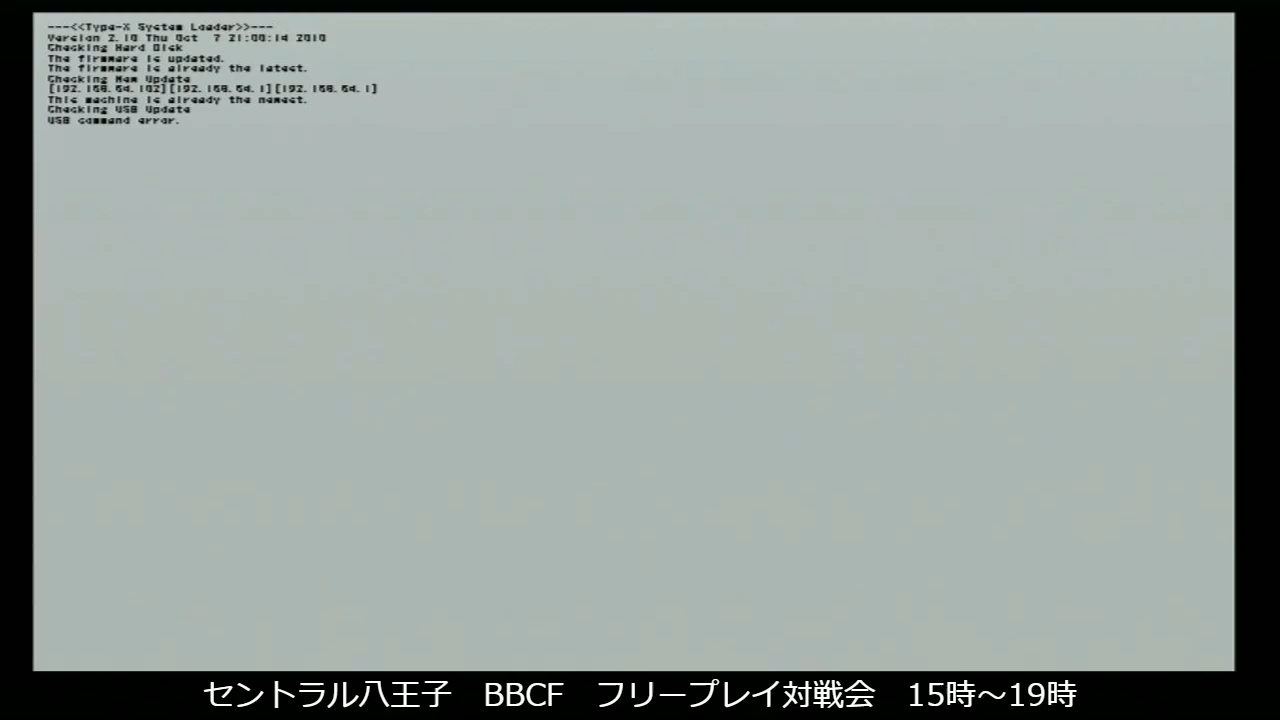 ---<<Type-X System Loader>>---
Version 2.10 Thu Oct  7 21:00:14 2010
Checking Hard Disk
The firmware is updated.
The firmware is already the latest.
Checking New Update
[192.168.64.102][192.168.64.1][192.168.64.1]
This machine is already the newest.
Checking USB Update
USB command error.
セントラル八王子　BBCF　フリープレイ対戦会　15時～19時